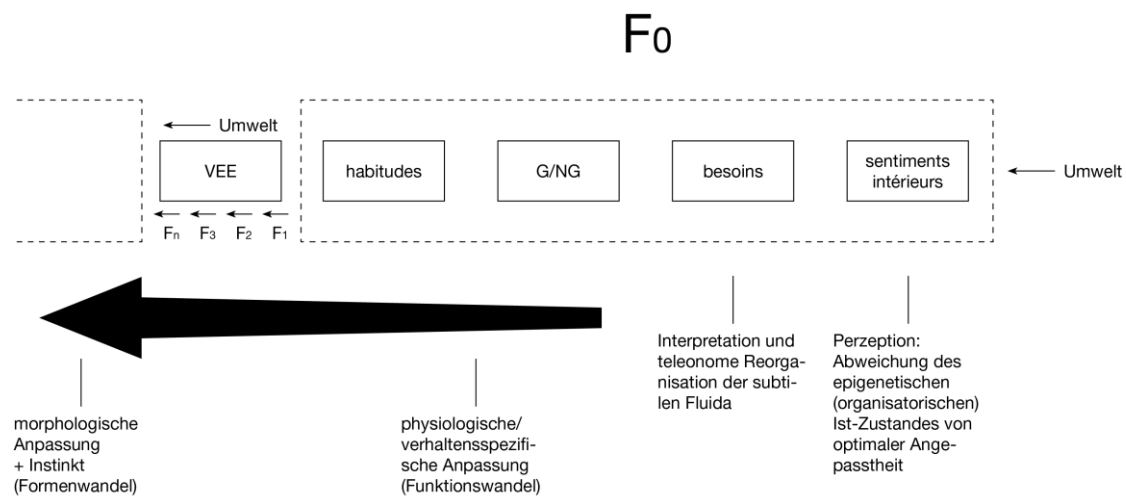 F0
Umwelt
VEE
habitudes
G/NG
besoins
sentiments
intérieurs
Umwelt
Fn F3 F2 F1
Interpretation und
teleonome Reorga-
nisation der subti-
len Fluida
Perzeption:
Abweichung des
epigenetischen
(organisatorischen)
Ist-Zustandes von
optimaler Ange-
passtheit
morphologische
Anpassung
+ Instinkt
(Formenwandel)
physiologische/
verhaltensspezifi-
sche Anpassung
(Funktionswandel)